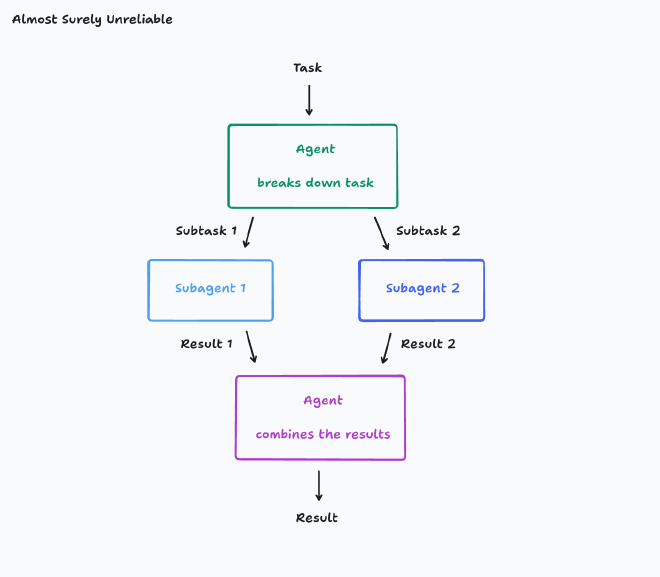 Almost Surely Unreliable
Task
Agent
breaks down task
Subtask 1
Subtask 2
Subagent 1
Subagent 2
Result 1
Result 2
Agent
combines the results
Result